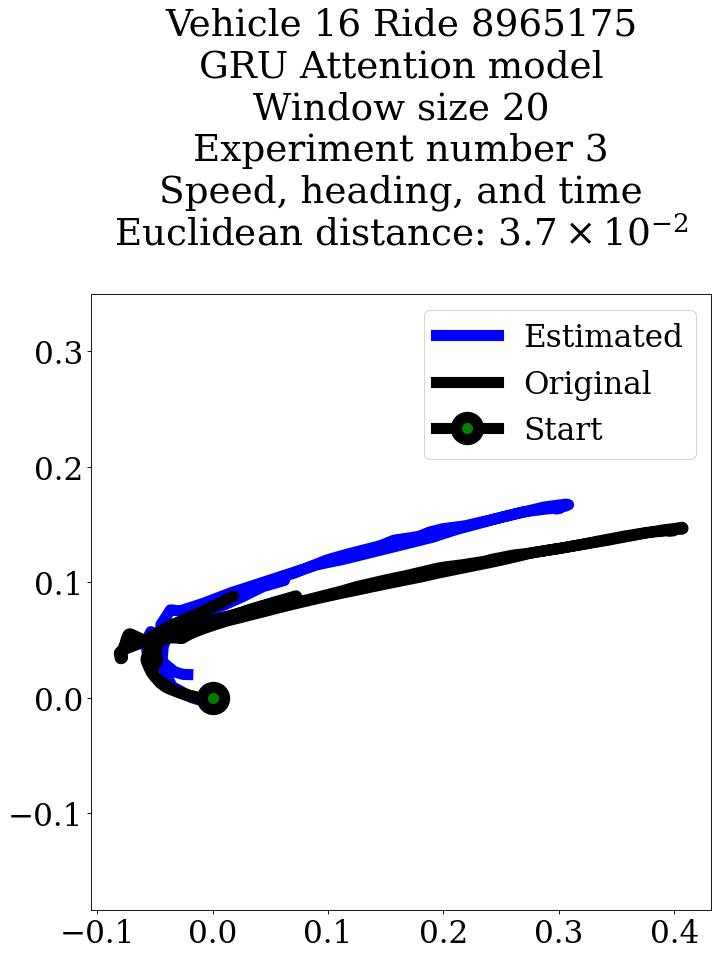 Vehicle 16 Ride 8965175
GRU Attention model
Window size 20
Experiment number 3
Speed, heading, and time
Euclidean distance: 3.7 × 10⁻²
Estimated
Original
Start
0.3
0.2
0.1
0.0
−0.1
−0.1 0.0 0.1 0.2 0.3 0.4